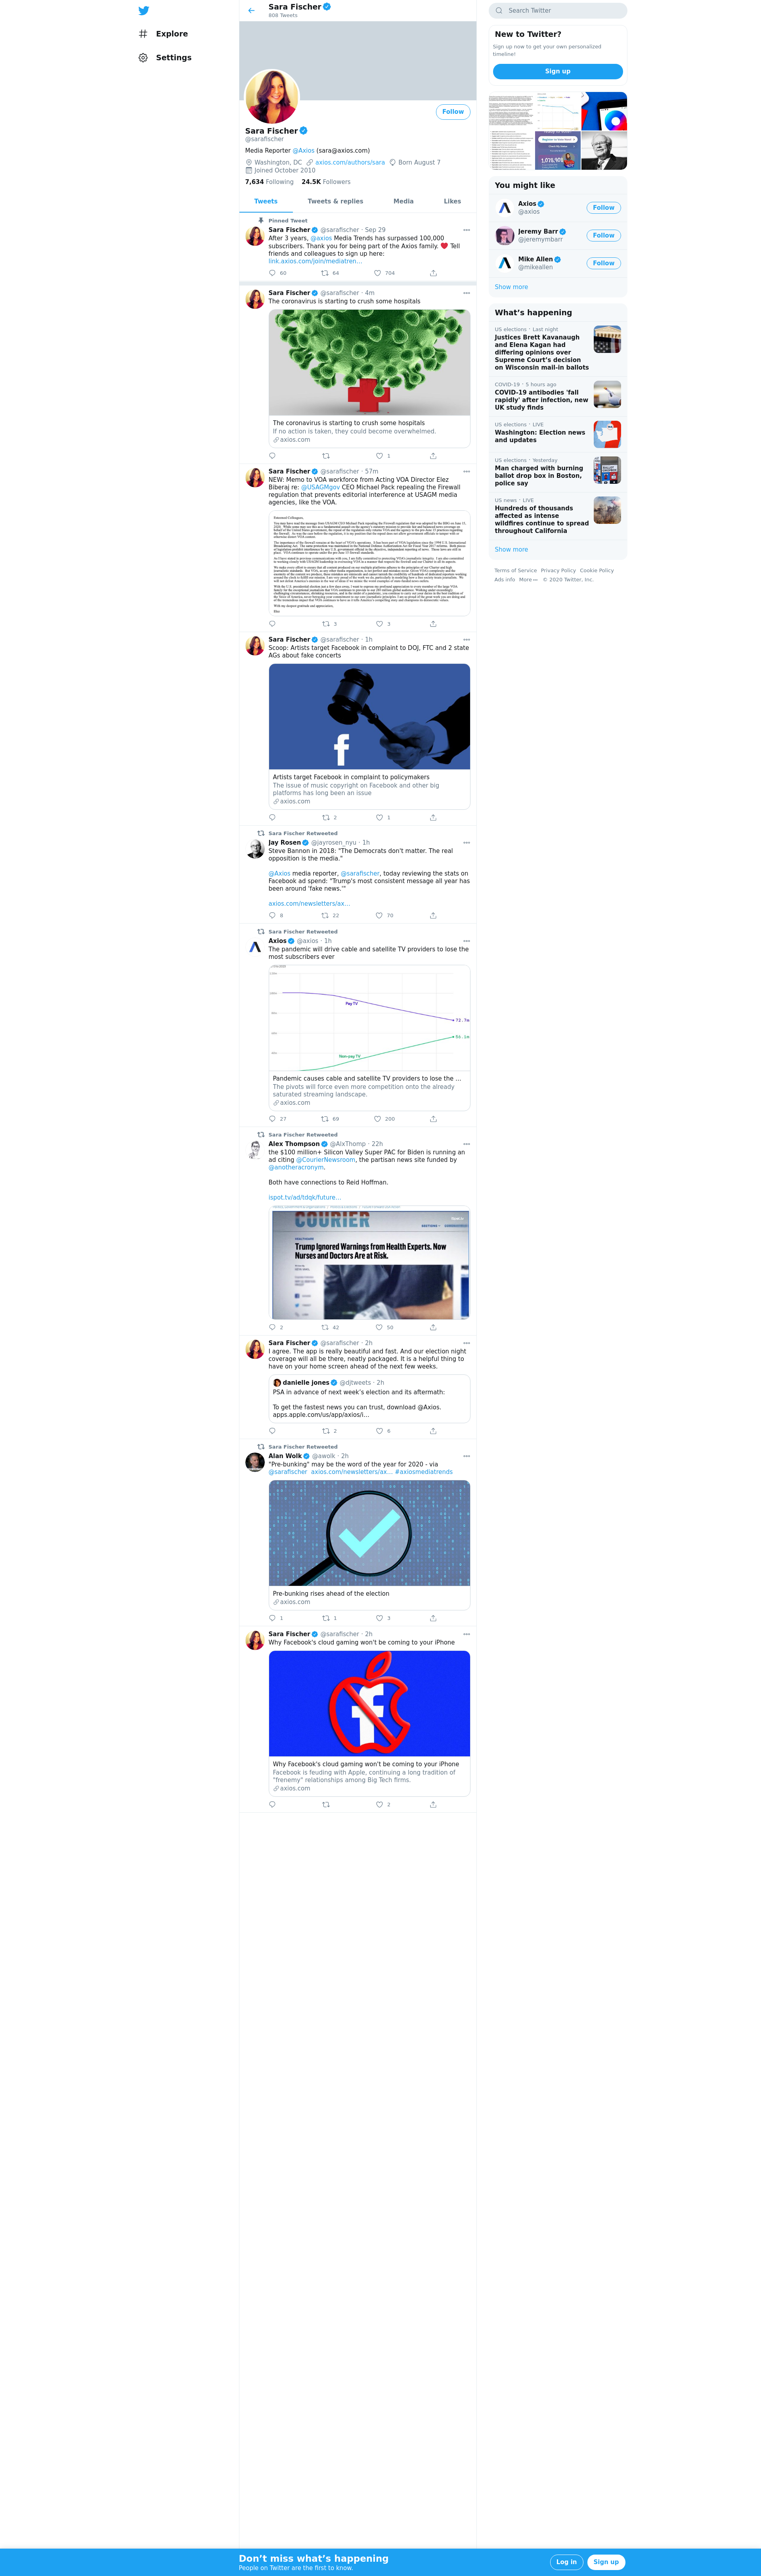 Explore
Settings
Sara Fischer
808 Tweets
Follow
Sara Fischer
@sarafischer
Media Reporter @Axios (sara@axios.com)
Washington, DC axios.com/authors/sara Born August 7
Joined October 2010
7,634 Following 24.5K Followers
Tweets Tweets & replies Media Likes
Pinned Tweet
Sara Fischer @sarafischer · Sep 29
After 3 years, @axios Media Trends has surpassed 100,000
subscribers. Thank you for being part of the Axios family. ❤️ Tell
friends and colleagues to sign up here:
link.axios.com/join/mediatren…
60 64 704
Sara Fischer @sarafischer · 4m
The coronavirus is starting to crush some hospitals
The coronavirus is starting to crush some hospitals
If no action is taken, they could become overwhelmed.
axios.com
1
Sara Fischer @sarafischer · 57m
NEW: Memo to VOA workforce from Acting VOA Director Elez
Biberaj re: @USAGMgov CEO Michael Pack repealing the Firewall
regulation that prevents editorial interference at USAGM media
agencies, like the VOA.
3 3
Sara Fischer @sarafischer · 1h
Scoop: Artists target Facebook in complaint to DOJ, FTC and 2 state
AGs about fake concerts
f
Artists target Facebook in complaint to policymakers
The issue of music copyright on Facebook and other big
platforms has long been an issue
axios.com
2 1
Sara Fischer Retweeted
Jay Rosen @jayrosen_nyu · 1h
Steve Bannon in 2018: “The Democrats don’t matter. The real
opposition is the media.”
@Axios media reporter, @sarafischer, today reviewing the stats on
Facebook ad spend: “Trump’s most consistent message all year has
been around ‘fake news.’”
axios.com/newsletters/ax…
6 22 70
Sara Fischer Retweeted
Axios @axios · 1h
The pandemic will drive cable and satellite TV providers to lose the
most subscribers ever
Pay TV
72.7m
Non-pay TV
Pandemic causes cable and satellite TV providers to lose the ...
The pivots will force even more competition onto the already
saturated streaming landscape.
axios.com
27 69 200
Sara Fischer Retweeted
Alex Thompson @AlxThomp · 22h
the $100 million+ Silicon Valley Super PAC for Biden is running an
ad citing @CourierNewsroom, the partisan news site funded by
@anotheracronym.
Both have connections to Reid Hoffman.
ispot.tv/ad/tdqk/future…
COURIER
Trump Ignored Warnings from Health Experts. Now
Nurses and Doctors Are at Risk.
2 42 50
Sara Fischer @sarafischer · 2h
I agree. The app is really beautiful and fast. And our election night
coverage will all be there, neatly packaged. It is a helpful thing to
have on your home screen ahead of the next few weeks.
danielle jones @djtweets · 2h
PSA in advance of next week’s election and its aftermath:
To get the fastest news you can trust, download @Axios.
apps.apple.com/us/app/axios/i…
2 6
Sara Fischer Retweeted
Alan Wolk @awolk · 2h
“Pre-bunking” may be the word of the year for 2020 - via
@sarafischer axios.com/newsletters/ax… #axiosmediatrends
Pre-bunking rises ahead of the election
axios.com
1 1 3
Sara Fischer @sarafischer · 2h
Why Facebook's cloud gaming won't be coming to your iPhone
f
Why Facebook's cloud gaming won't be coming to your iPhone
Facebook is feuding with Apple, continuing a long tradition of
"frenemy" relationships among Big Tech firms.
axios.com
2
Search Twitter
New to Twitter?
Sign up now to get your own personalized
timeline!
Sign up
You might like
Axios
@axios
Follow
Jeremy Barr
@jeremymbarr
Follow
Mike Allen
@mikeallen
Follow
Show more
What’s happening
US elections · Last night
Justices Brett Kavanaugh
and Elena Kagan had
differing opinions over
Supreme Court’s decision
on Wisconsin mail-in ballots
COVID-19 · 5 hours ago
COVID-19 antibodies 'fall
rapidly' after infection, new
UK study finds
US elections · LIVE
Washington: Election news
and updates
US elections · Yesterday
Man charged with burning
ballot drop box in Boston,
police say
US news · LIVE
Hundreds of thousands
affected as intense
wildfires continue to spread
throughout California
Show more
Terms of Service Privacy Policy Cookie Policy
Ads info More © 2020 Twitter, Inc.
Don’t miss what’s happening
People on Twitter are the first to know.
Log in Sign up